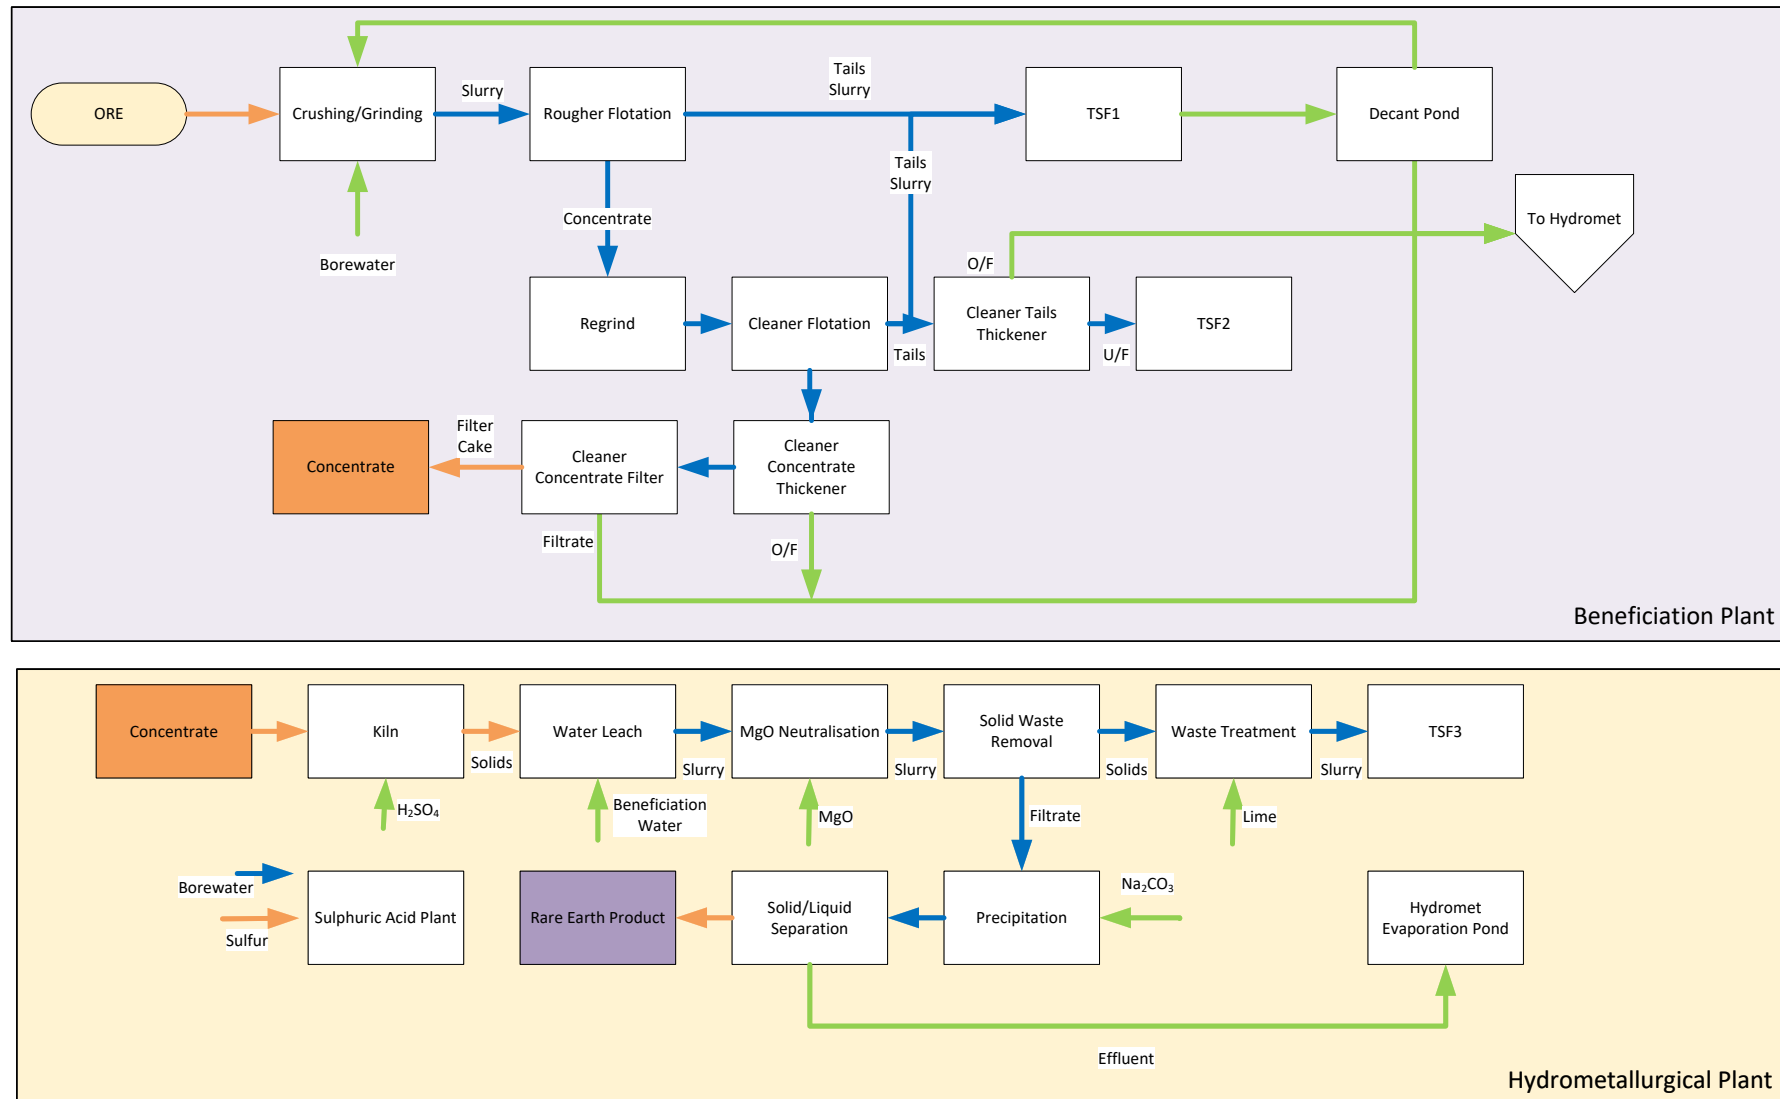 ORE
Crushing/Grinding
Slurry
Rougher Flotation
Tails
Slurry
TSF1
Decant Pond
Borewater
Concentrate
Tails
Slurry
To Hydromet
O/F
Regrind
Cleaner Flotation
Tails
Cleaner Tails
Thickener
U/F
TSF2
Concentrate
Filter
Cake
Cleaner
Concentrate Filter
Cleaner
Concentrate
Thickener
Filtrate
O/F
Beneficiation Plant
Concentrate
Kiln
Solids
Water Leach
Slurry
MgO Neutralisation
Slurry
Solid Waste
Removal
Solids
Waste Treatment
Slurry
TSF3
H₂SO₄
Beneficiation
Water
MgO
Filtrate
Lime
Borewater
Sulfur
Sulphuric Acid Plant
Rare Earth Product
Solid/Liquid
Separation
Precipitation
Na₂CO₃
Hydromet
Evaporation Pond
Effluent
Hydrometallurgical Plant